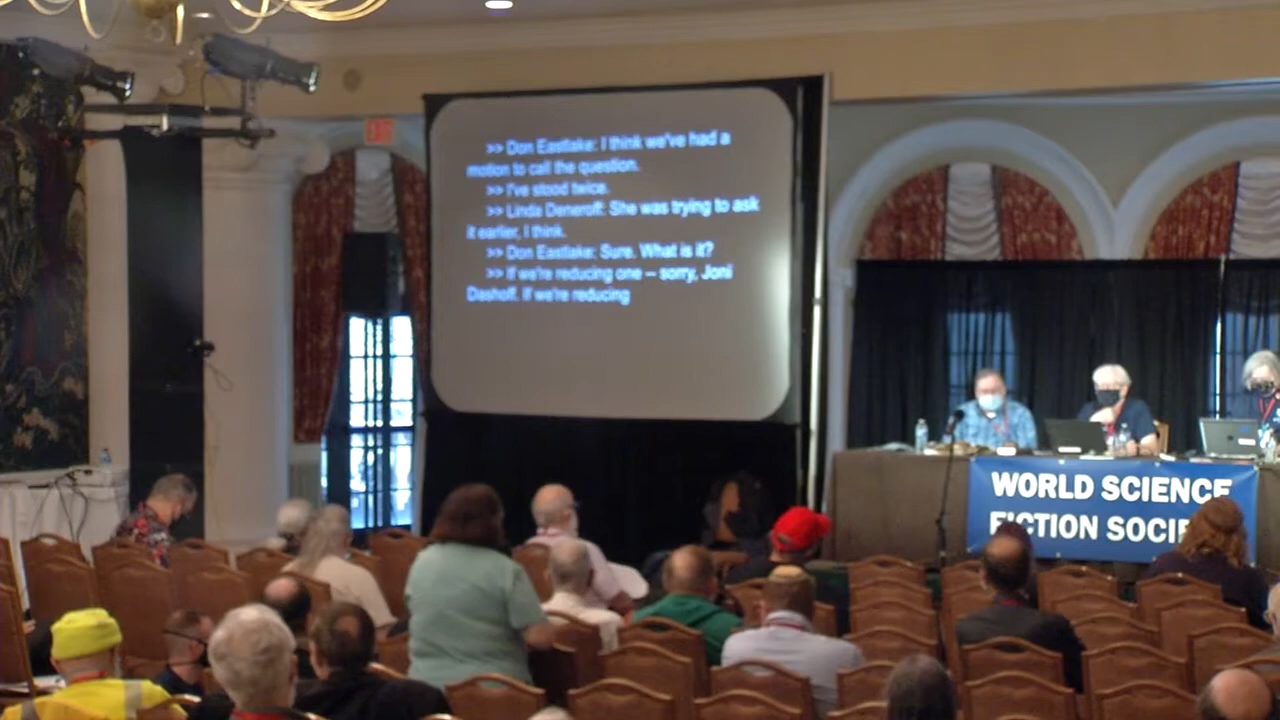 >> Don Eastlake: I think we've had a
motion to call the question.
>> I've stood twice.
>> Linda Deneroff: She was trying to ask
it earlier, I think.
>> Don Eastlake: Sure. What is it?
>> If we're reducing one – sorry, Joni
Dashoff. If we're reducing
EXIT
WORLD SCIENCE
FICTION SOCIE